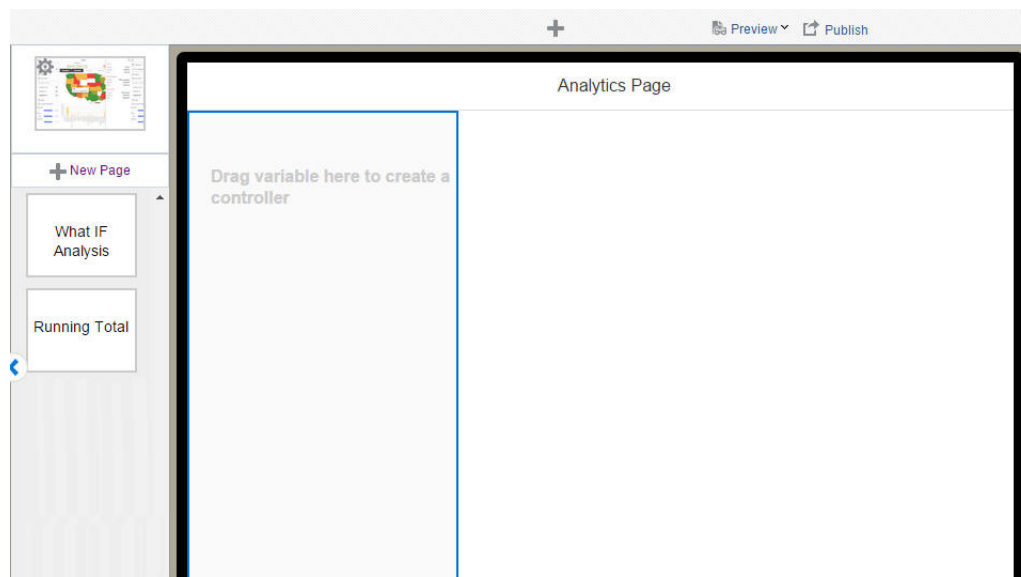 Preview
Publish
Analytics Page
New Page
What IF
Analysis
Running Total
Drag variable here to create a
controller